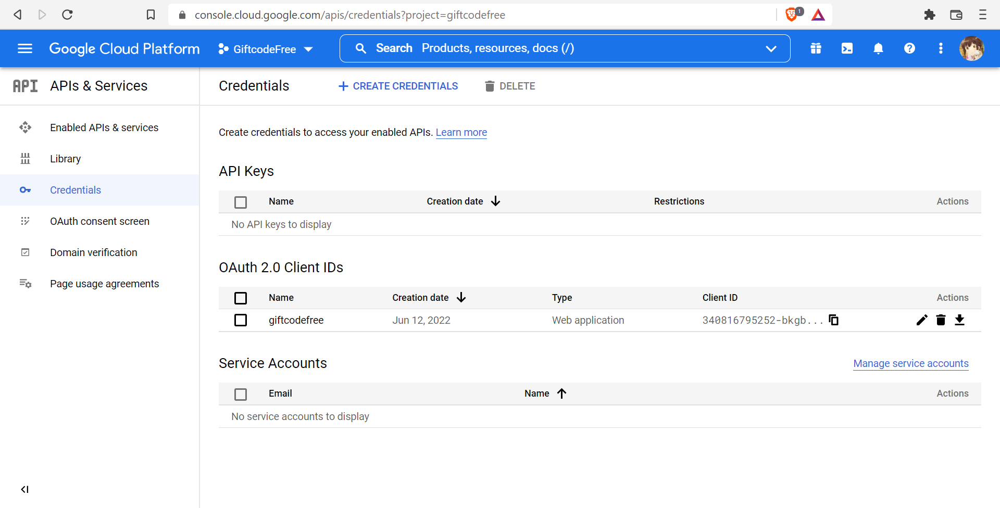 console.cloud.google.com/apis/credentials?project=giftcodefree
1
Google Cloud Platform
GiftcodeFree
Search Products, resources, docs (/)
API APIs & Services
Credentials
CREATE CREDENTIALS
DELETE
Enabled APIs & services
Library
Credentials
OAuth consent screen
Domain verification
Page usage agreements
Create credentials to access your enabled APIs. Learn more
API Keys
Name Creation date Restrictions Actions
No API keys to display
OAuth 2.0 Client IDs
Name Creation date Type Client ID Actions
giftcodefree Jun 12, 2022 Web application 340816795252-bkgb...
Service Accounts
Manage service accounts
Email Name Actions
No service accounts to display